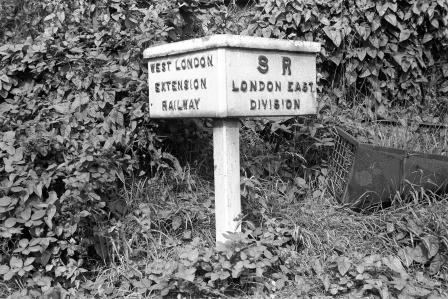 WEST LONDON
EXTENSION
RAILWAY
S R
LONDON EAST
DIVISION